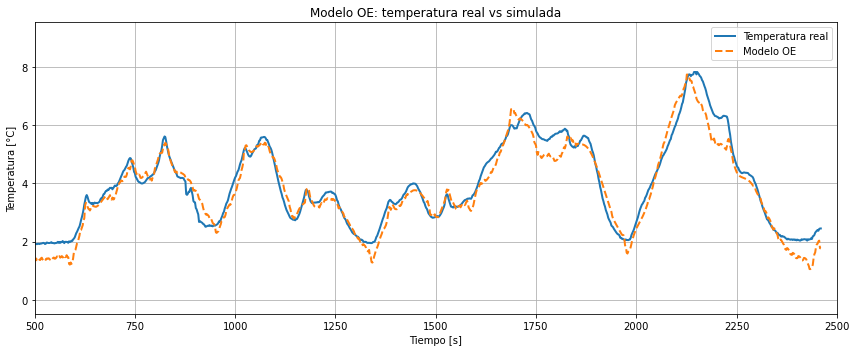 Modelo OE: temperatura real vs simulada
Temperatura real
Modelo OE
Temperatura [°C]
8
6
4
2
0
500
750
1000
1250
1500
1750
2000
2250
2500
Tiempo [s]